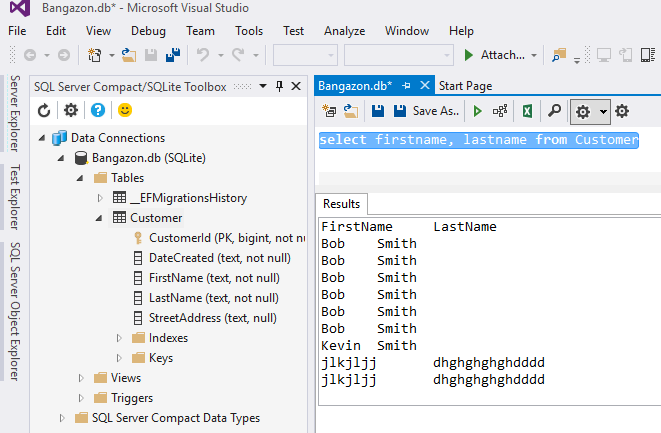 Bangazon.db* - Microsoft Visual Studio
File Edit View Debug Team Tools Test Analyze Window Help
Attach...
Server Explorer
Test Explorer
SQL Server Object Explorer
SQL Server Compact/SQLite Toolbox
Data Connections
Bangazon.db (SQLite)
Tables
__EFMigrationsHistory
Customer
CustomerId (PK, bigint, not nu
DateCreated (text, not null)
FirstName (text, not null)
LastName (text, not null)
StreetAddress (text, null)
Indexes
Keys
Views
Triggers
SQL Server Compact Data Types
Bangazon.db* Start Page
Save As..
select firstname, lastname from Customer
Results
FirstName LastName
Bob Smith
Bob Smith
Bob Smith
Bob Smith
Bob Smith
Bob Smith
Kevin Smith
jlkjljj dhghghghghdddd
jlkjljj dhghghghghdddd